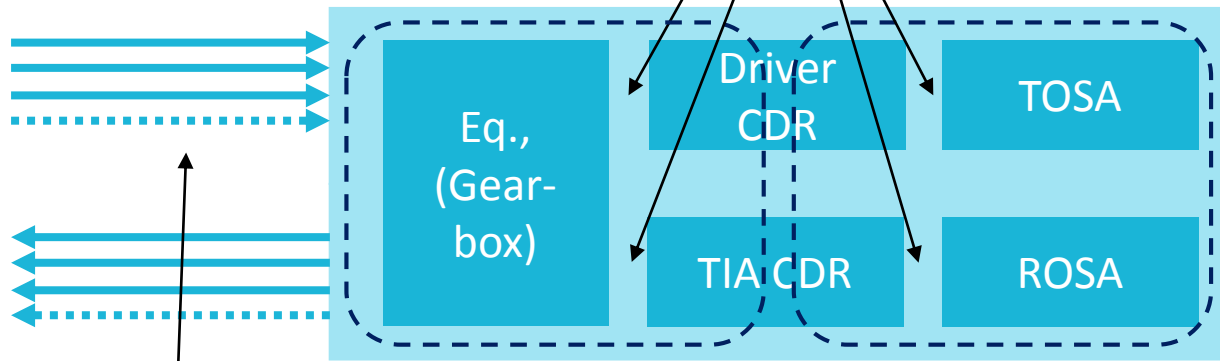 Eq.,
(Gear-
box)
Driver
CDR
TOSA
TIA CDR
ROSA